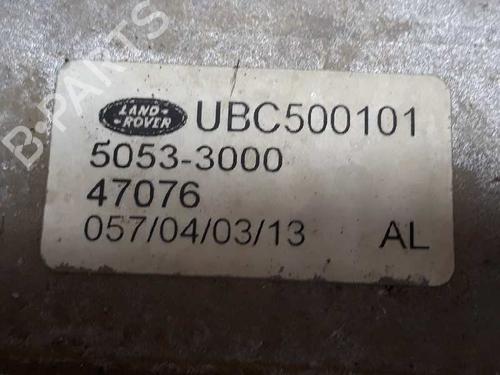 B-PARTS
LAND-
-ROVER
UBC500101
5053-3000
47076
057/04/03/13 AL